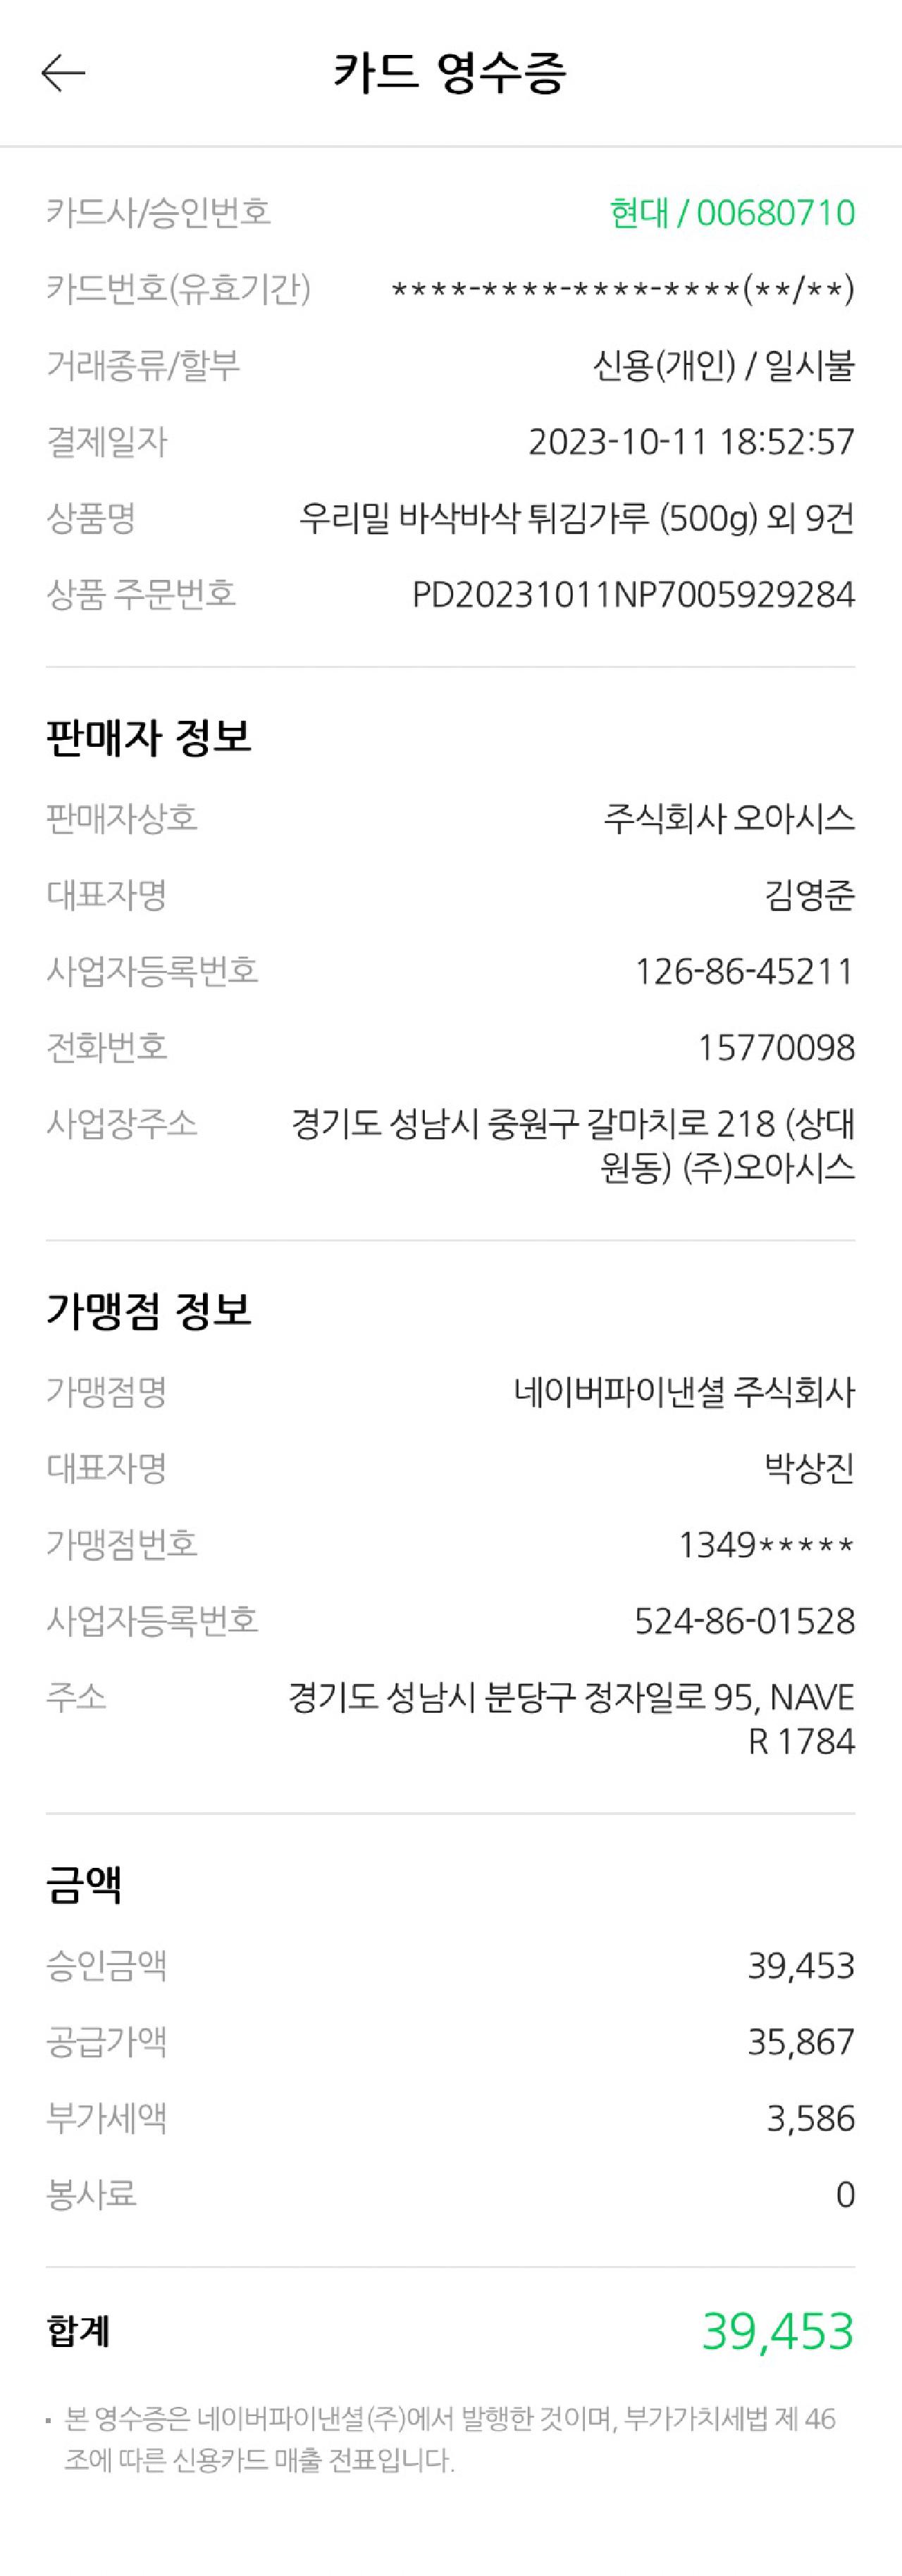 카드 영수증
카드사/승인번호 현대 / 00680710
카드번호(유효기간) ****-****-****-****(**/**)
거래종류/할부 신용(개인) / 일시불
결제일자 2023-10-11 18:52:57
상품명 우리밀 바삭바삭 튀김가루 (500g) 외 9건
상품 주문번호 PD20231011NP7005929284
판매자 정보
판매자상호 주식회사 오아시스
대표자명 김영준
사업자등록번호 126-86-45211
전화번호 15770098
사업장주소 경기도 성남시 중원구 갈마치로 218 (상대
원동) (주)오아시스
가맹점 정보
가맹점명 네이버파이낸셜 주식회사
대표자명 박상진
가맹점번호 1349*****
사업자등록번호 524-86-01528
주소 경기도 성남시 분당구 정자일로 95, NAVE
R 1784
금액
승인금액 39,453
공급가액 35,867
부가세액 3,586
봉사료 0
합계 39,453
· 본 영수증은 네이버파이낸셜(주)에서 발행한 것이며, 부가가치세법 제 46
조에 따른 신용카드 매출 전표입니다.